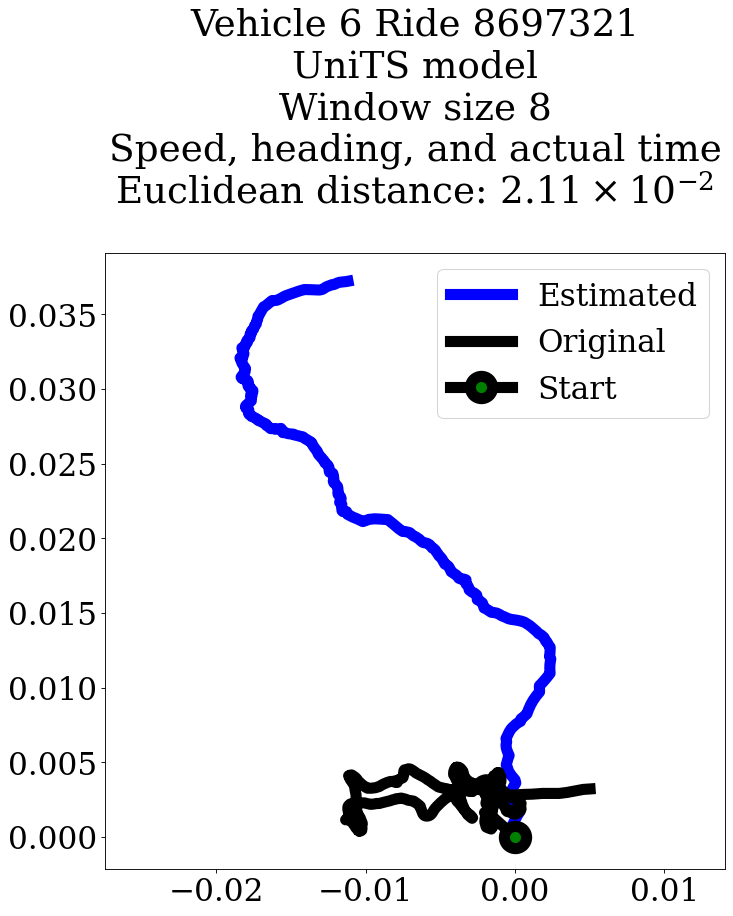 Vehicle 6 Ride 8697321
UniTS model
Window size 8
Speed, heading, and actual time
Euclidean distance: $2.11 × 10^{-2}$
Estimated
Original
Start
0.035
0.030
0.025
0.020
0.015
0.010
0.005
0.000
−0.02 −0.01 0.00 0.01